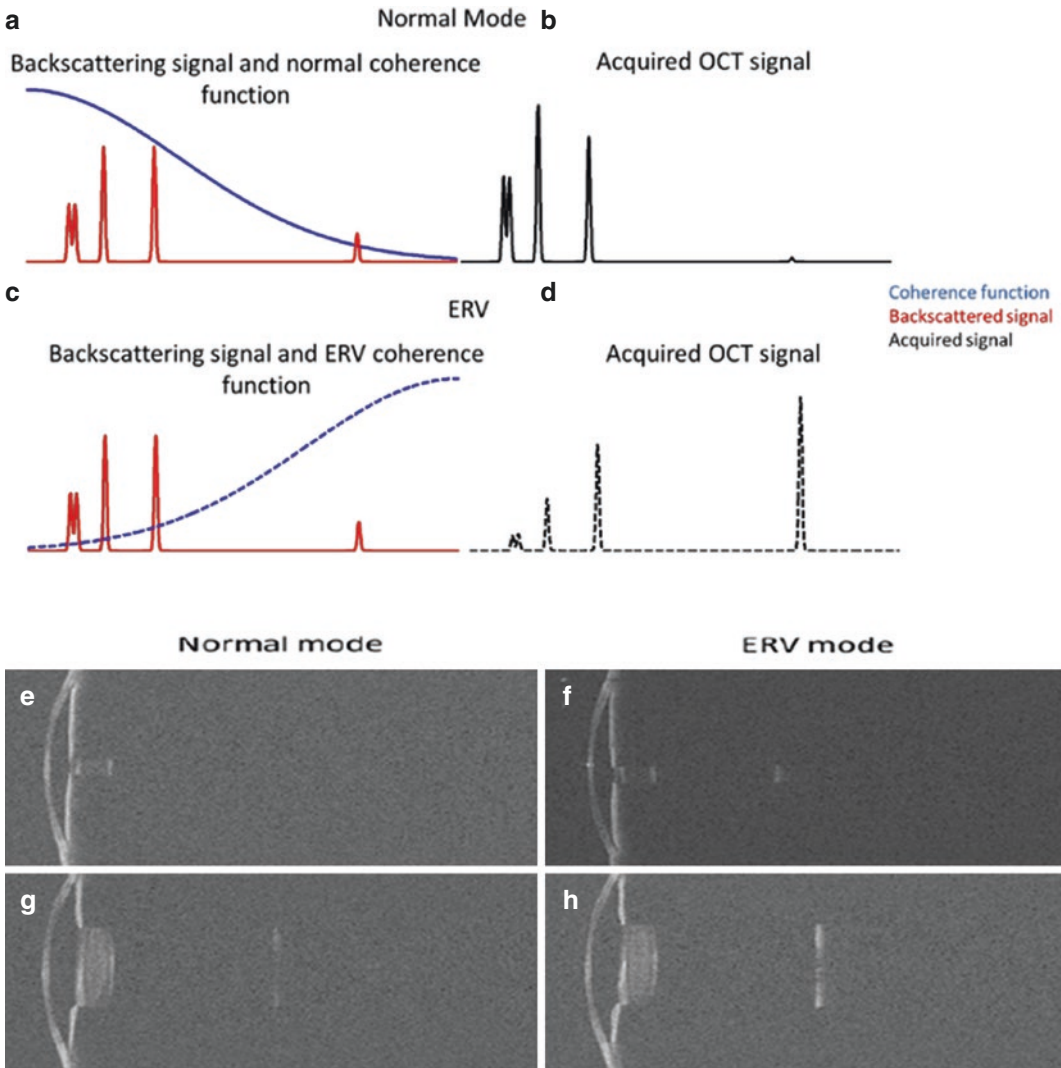 a
Normal Mode
b
Backscattering signal and normal coherence
function
Acquired OCT signal
c
ERV
d
Coherence function
Backscattered signal
Acquired signal
Backscattering signal and ERV coherence
function
Acquired OCT signal
Normal mode
ERV mode
e
f
g
h